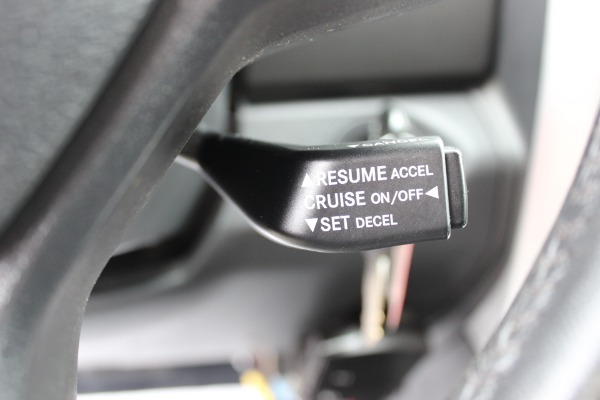 ▲RESUME ACCEL
CRUISE ON/OFF◀
▼SET DECEL